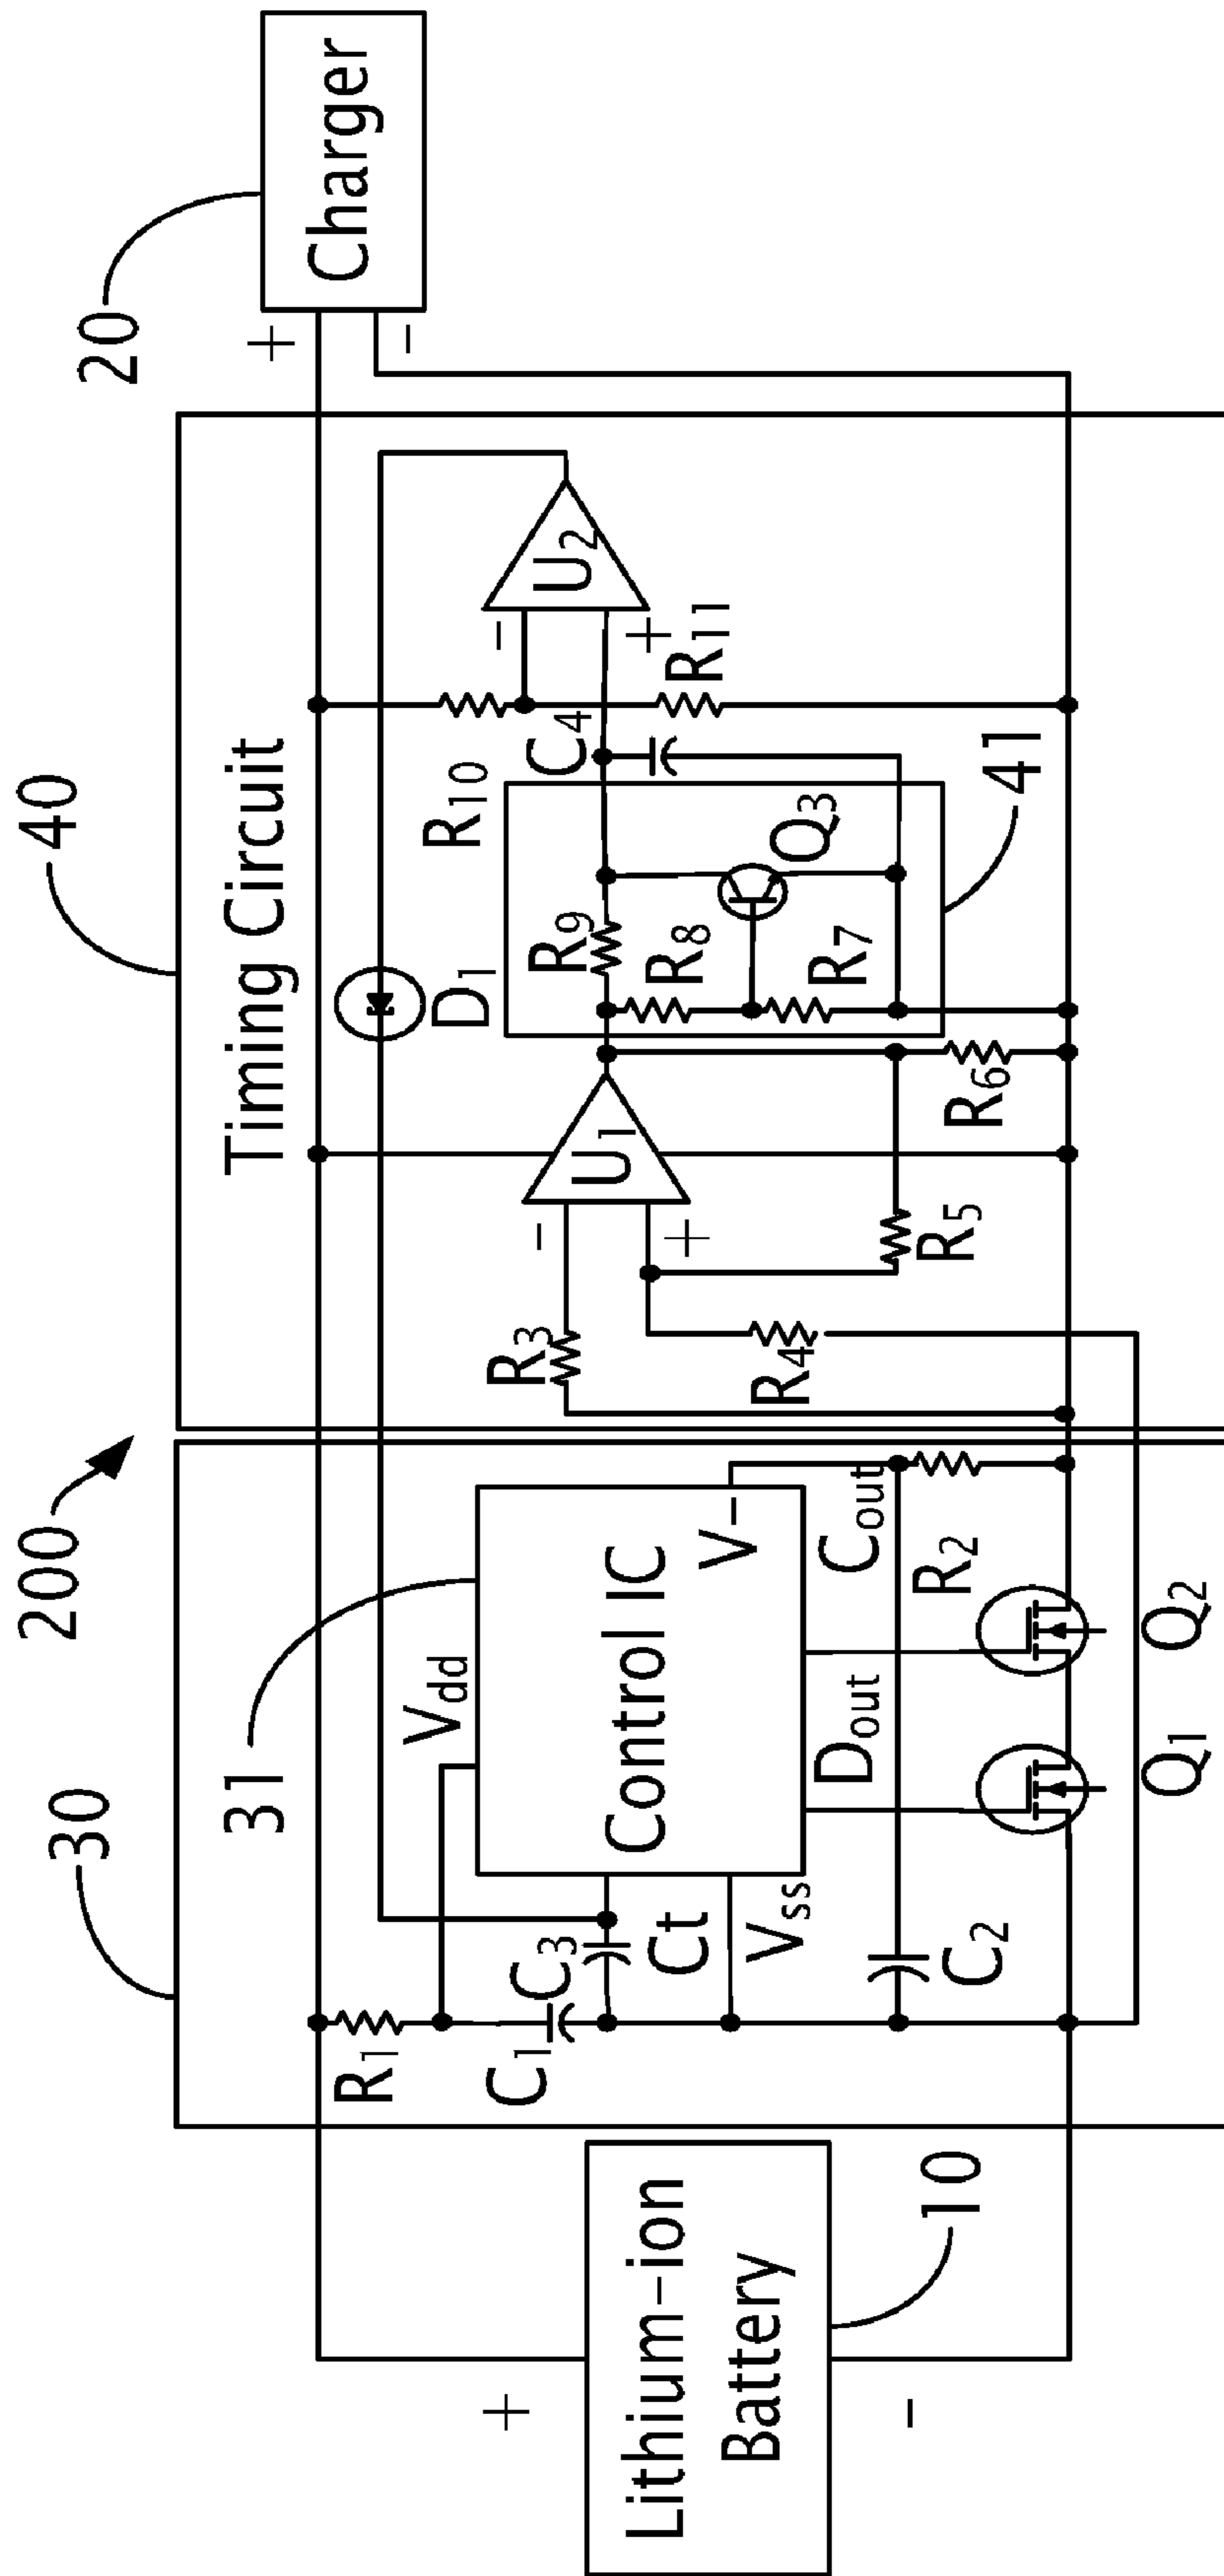 200
30
40
20
31
Timing Circuit
Charger
+
-
Lithium-ion
Battery
+
-
10
R1
C1
C3
Ct
Vdd
Vss
Control IC
V-
Dout
Cout
C2
R2
Q1
Q2
D1
R3
R4
-
+
U1
R5
R6
R9
R8
R7
Q3
41
R10
C4
R11
-
+
U2